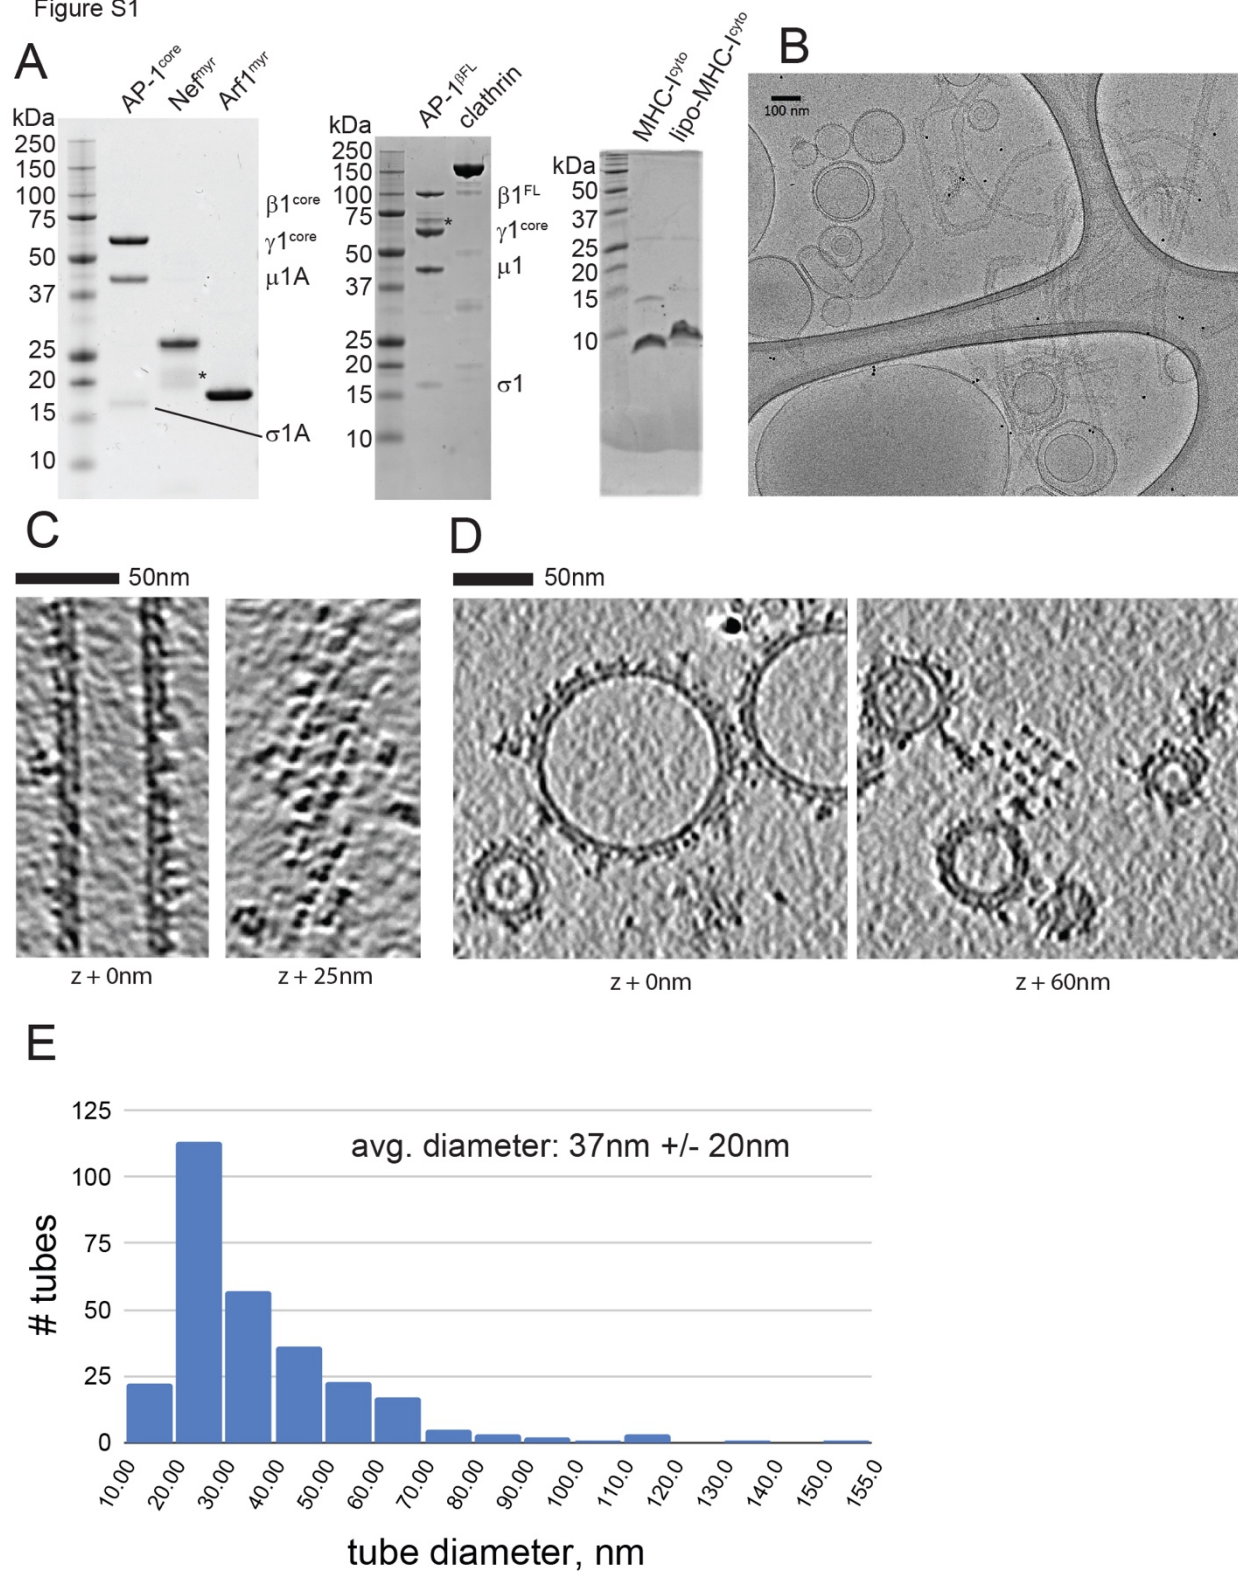 Figure S1
A
AP-1core
Nefmyr
Arf1myr
kDa
250
150
100
75
50
37
25
20
15
10
β1core
γ1core
μ1A
*
σ1A
AP-1βFL
clathrin
kDa
250
150
100
75
50
37
25
20
15
10
*
β1FL
γ1core
μ1
σ1
MHC-Icyto
lipo-MHC-Icyto
kDa
50
37
25
20
15
10
B
100 nm
C
50nm
z + 0nm
z + 25nm
D
50nm
z + 0nm
z + 60nm
E
avg. diameter: 37nm +/- 20nm
# tubes
125
100
75
50
25
0
10.00
20.00
30.00
40.00
50.00
60.00
70.00
80.00
90.00
100.0
110.0
120.0
130.0
140.0
150.0
155.0
tube diameter, nm